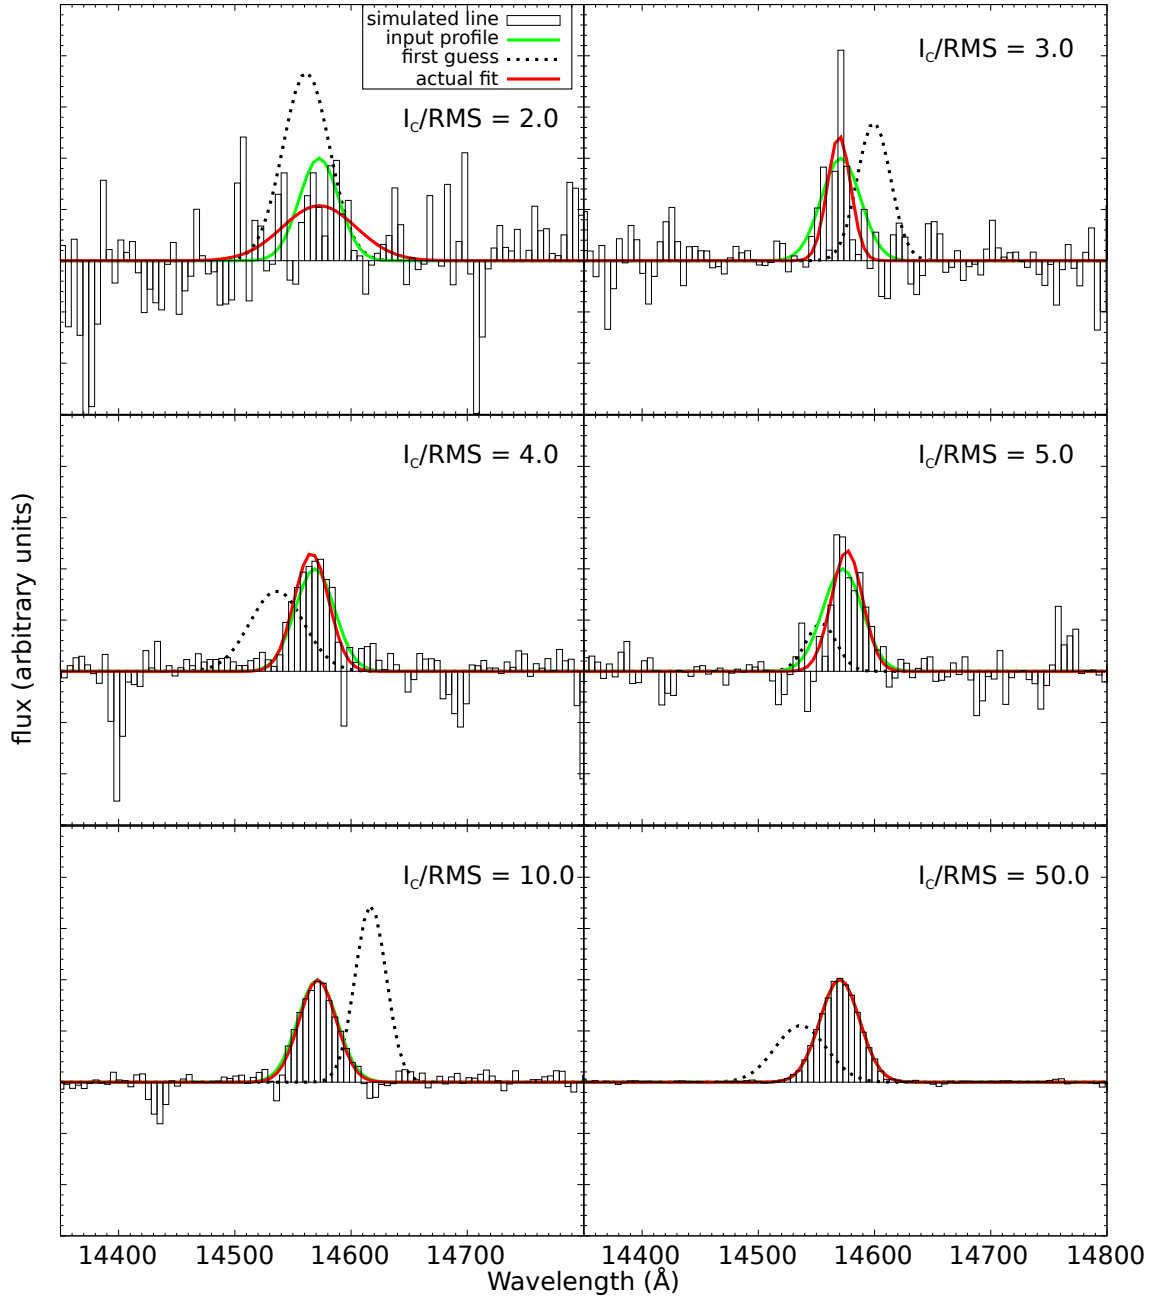 simulated line
input profile
first guess
actual fit
I_C/RMS = 2.0
I_C/RMS = 3.0
I_C/RMS = 4.0
I_C/RMS = 5.0
I_C/RMS = 10.0
I_C/RMS = 50.0
flux (arbitrary units)
14400 14500 14600 14700 14400 14500 14600 14700 14800
Wavelength (Å)